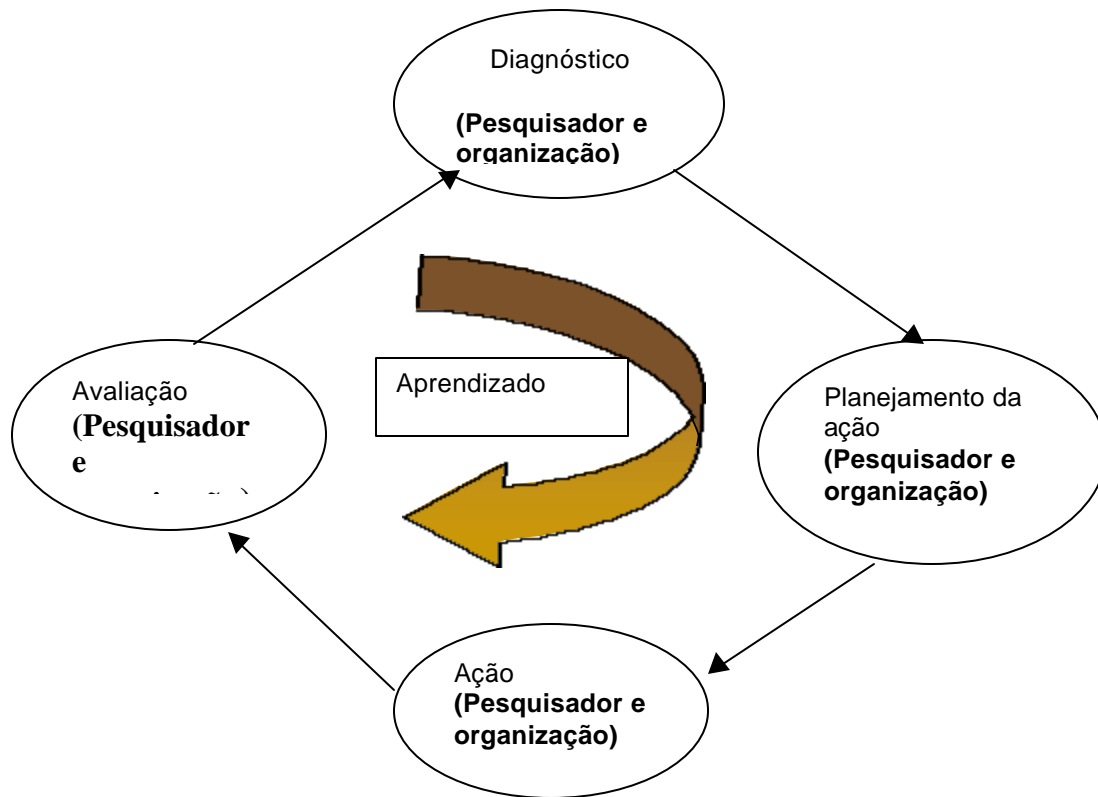 Diagnóstico
(Pesquisador e
organização)
Avaliação
(Pesquisador
e
Aprendizado
Planejamento da
ação
(Pesquisador e
organização)
Ação
(Pesquisador e
organização)